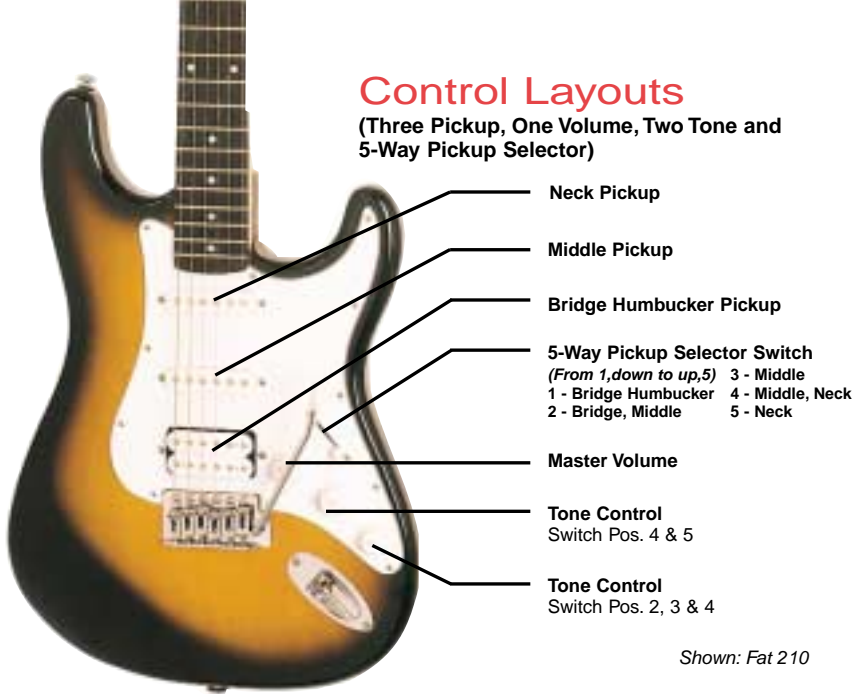 Control Layouts
(Three Pickup, One Volume, Two Tone and
5-Way Pickup Selector)
Neck Pickup
Middle Pickup
Bridge Humbucker Pickup
5-Way Pickup Selector Switch
(From 1,down to up,5) 3 - Middle
1 - Bridge Humbucker 4 - Middle, Neck
2 - Bridge, Middle 5 - Neck
Master Volume
Tone Control
Switch Pos. 4 & 5
Tone Control
Switch Pos. 2, 3 & 4
Shown: Fat 210